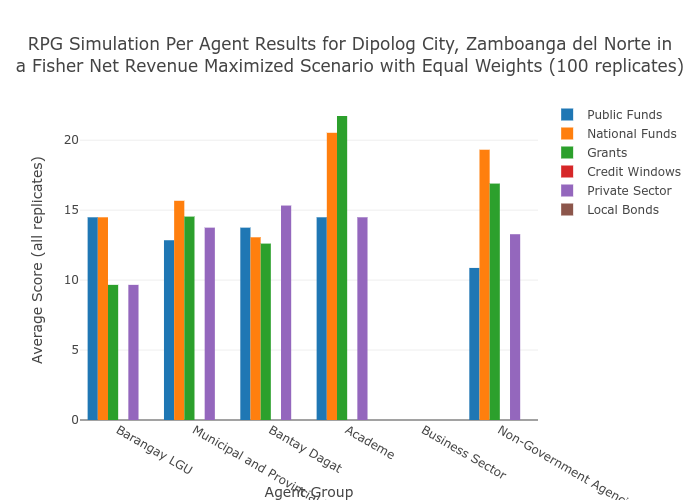 RPG Simulation Per Agent Results for Dipolog City, Zamboanga del Norte in
a Fisher Net Revenue Maximized Scenario with Equal Weights (100 replicates)
Public Funds
National Funds
Grants
Credit Windows
Private Sector
Local Bonds
Average Score (all replicates)
20
15
10
5
0
Barangay LGU
Municipal and Provincial
Bantay Dagat
Academe
Business Sector
Non-Government
Agent Group